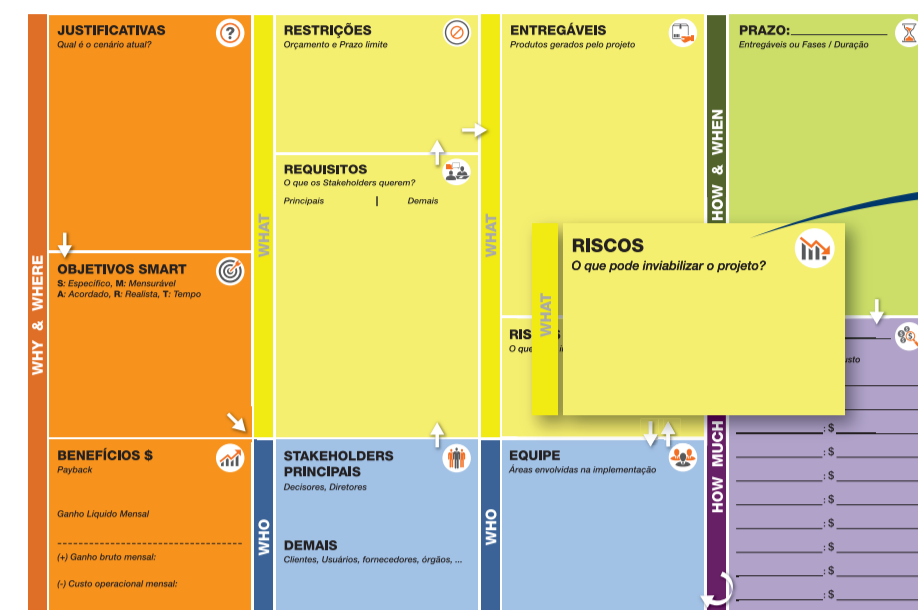 WHY & WHERE
JUSTIFICATIVAS
Qual é o cenário atual?
?
OBJETIVOS SMART
S: Específico, M: Mensurável
A: Acordado, R: Realista, T: Tempo
BENEFÍCIOS $
Payback
Ganho Líquido Mensal
(+) Ganho bruto mensal:
(-) Custo operacional mensal:
WHAT
RESTRIÇÕES
Orçamento e Prazo limite
REQUISITOS
O que os Stakeholders querem?
Principais | Demais
WHO
STAKEHOLDERS
PRINCIPAIS
Decisores, Diretores
DEMAIS
Clientes, Usuários, fornecedores, órgãos, ...
WHAT
ENTREGÁVEIS
Produtos gerados pelo projeto
RIS
O que
WHAT
RISCOS
O que pode inviabilizar o projeto?
WHO
EQUIPE
Áreas envolvidas na implementação
HOW & WHEN
PRAZO:
Entregáveis ou Fases / Duração
HOW MUCH
: $
: $
: $
: $
: $
: $
: $
: $